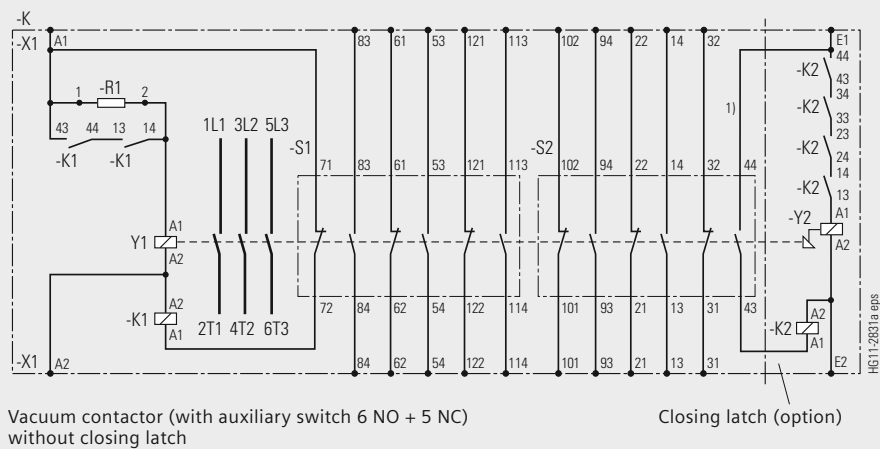 -K
-X1 A1 83 61 53 121 113 102 94 22 14 32 E1
44
-K2
43
1 -R1 2
34
-K2
33
1)
43 44 13 14
-K1 -K1
1L1 3L2 5L3
23
-K2
24
-S1
71 83 61 53 121 113
-S2
102 94 22 14 32 44
14
-K2
13
-Y2
A1
A2
Y1
A1
A2
-K1
A2
A1
2T1 4T2 6T3
72 84 62 54 122 114
101 93 21 13 31 43
-K2
A2
A1
-X1 A2 84 62 54 122 114 101 93 21 13 31 E2
HG11-2831a eps
Vacuum contactor (with auxiliary switch 6 NO + 5 NC)
without closing latch
Closing latch (option)